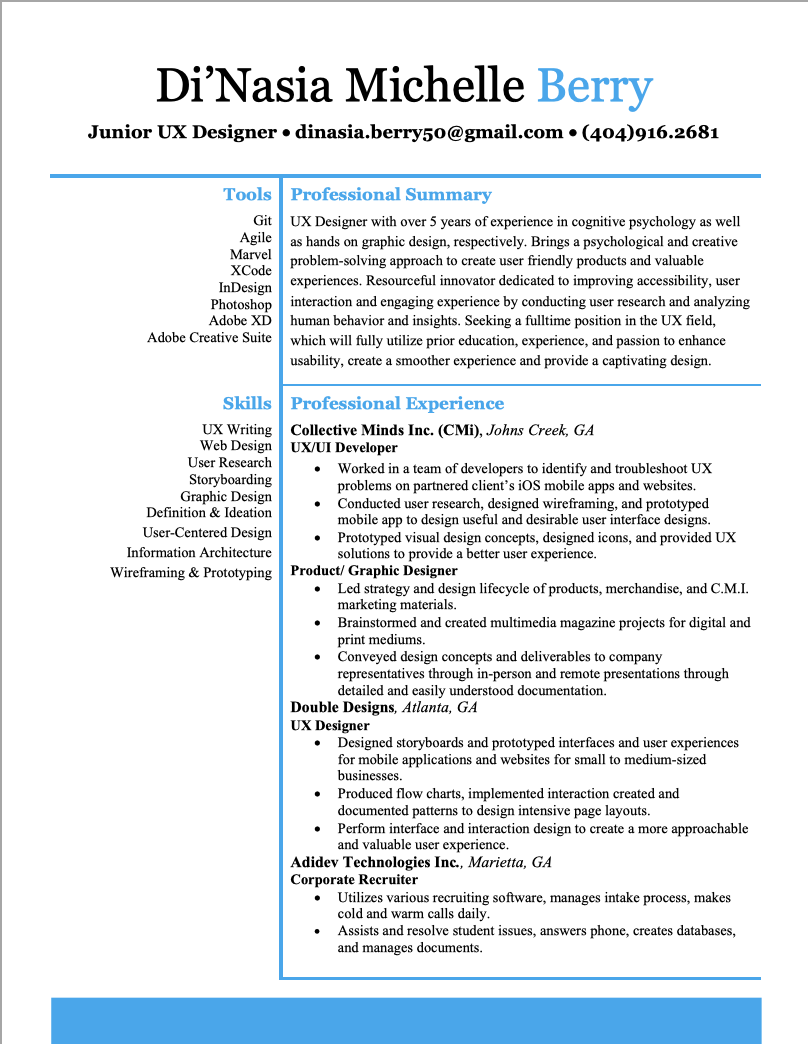 Di’Nasia Michelle Berry
Junior UX Designer • dinasia.berry50@gmail.com • (404)916.2681
Tools
Git
Agile
Marvel
XCode
InDesign
Photoshop
Adobe XD
Adobe Creative Suite
Professional Summary
UX Designer with over 5 years of experience in cognitive psychology as well
as hands on graphic design, respectively. Brings a psychological and creative
problem-solving approach to create user friendly products and valuable
experiences. Resourceful innovator dedicated to improving accessibility, user
interaction and engaging experience by conducting user research and analyzing
human behavior and insights. Seeking a fulltime position in the UX field,
which will fully utilize prior education, experience, and passion to enhance
usability, create a smoother experience and provide a captivating design.
Skills
UX Writing
Web Design
User Research
Storyboarding
Graphic Design
Definition & Ideation
User-Centered Design
Information Architecture
Wireframing & Prototyping
Professional Experience
Collective Minds Inc. (CMi), Johns Creek, GA
UX/UI Developer
• Worked in a team of developers to identify and troubleshoot UX
problems on partnered client’s iOS mobile apps and websites.
• Conducted user research, designed wireframing, and prototyped
mobile app to design useful and desirable user interface designs.
• Prototyped visual design concepts, designed icons, and provided UX
solutions to provide a better user experience.
Product/ Graphic Designer
• Led strategy and design lifecycle of products, merchandise, and C.M.I.
marketing materials.
• Brainstormed and created multimedia magazine projects for digital and
print mediums.
• Conveyed design concepts and deliverables to company
representatives through in-person and remote presentations through
detailed and easily understood documentation.
Double Designs, Atlanta, GA
UX Designer
• Designed storyboards and prototyped interfaces and user experiences
for mobile applications and websites for small to medium-sized
businesses.
• Produced flow charts, implemented interaction created and
documented patterns to design intensive page layouts.
• Perform interface and interaction design to create a more approachable
and valuable user experience.
Adidev Technologies Inc., Marietta, GA
Corporate Recruiter
• Utilizes various recruiting software, manages intake process, makes
cold and warm calls daily.
• Assists and resolve student issues, answers phone, creates databases,
and manages documents.